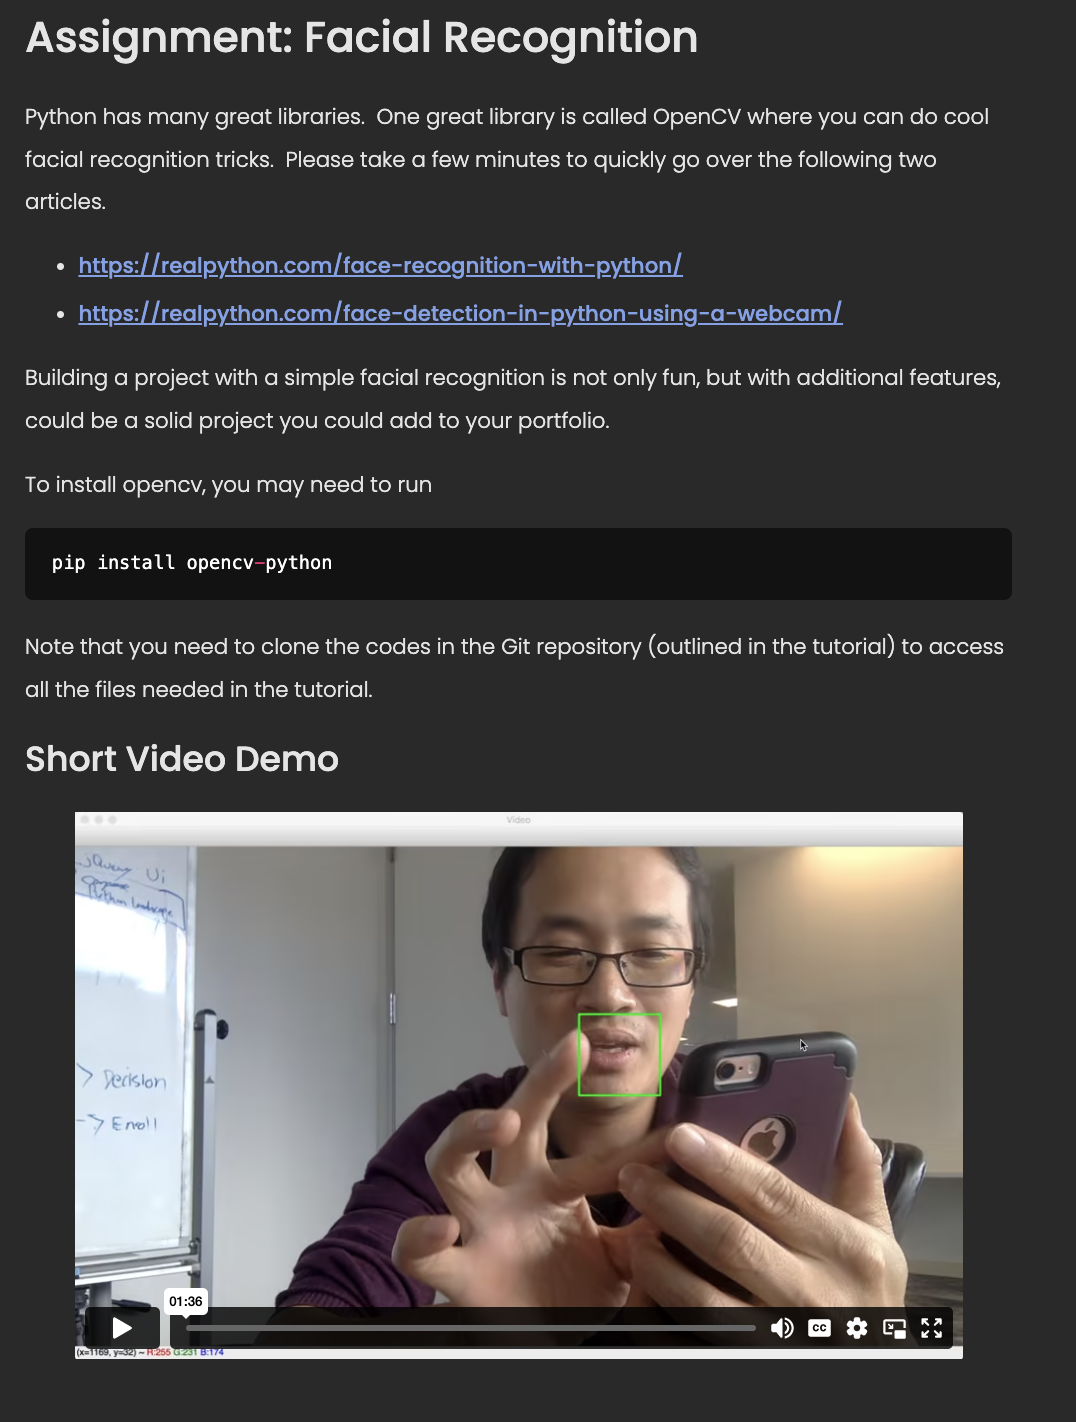 Assignment: Facial Recognition
Python has many great libraries.  One great library is called OpenCV where you can do cool
facial recognition tricks.  Please take a few minutes to quickly go over the following two
articles.
• https://realpython.com/face-recognition-with-python/
• https://realpython.com/face-detection-in-python-using-a-webcam/
Building a project with a simple facial recognition is not only fun, but with additional features,
could be a solid project you could add to your portfolio.
To install opencv, you may need to run
pip install opencv-python
Note that you need to clone the codes in the Git repository (outlined in the tutorial) to access
all the files needed in the tutorial.
Short Video Demo
Video
jQuery Ui
Python landscape
> Decision
-> Enroll
01:36
CC
(x=1169, y=32) ~ R:255 G:231 B:174